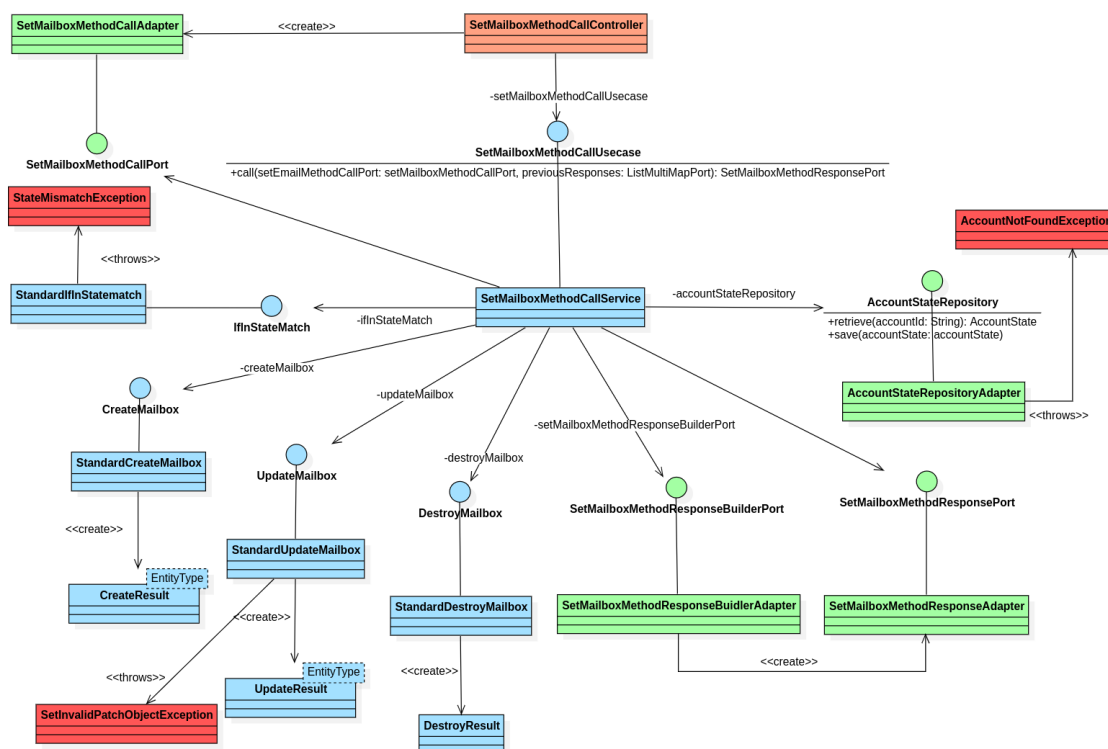 SetMailboxMethodCallAdapter
<<create>>
SetMailboxMethodCallController
-setMailboxMethodCallUsecase
SetMailboxMethodCallPort
SetMailboxMethodCallUsecase
+call(setEmailMethodCallPort: setMailboxMethodCallPort, previousResponses: ListMultiMapPort): SetMailboxMethodResponsePort
StateMismatchException
AccountNotFoundException
<<throws>>
StandardIfInStatematch
IfInStateMatch
-ifInStateMatch
SetMailboxMethodCallService
-accountStateRepository
AccountStateRepository
+retrieve(accountId: String): AccountState
+save(accountState: accountState)
-createMailbox
CreateMailbox
-updateMailbox
AccountStateRepositoryAdapter
<<throws>>
-setMailboxMethodResponseBuilderPort
StandardCreateMailbox
UpdateMailbox
-destroyMailbox
DestroyMailbox
SetMailboxMethodResponseBuilderPort
SetMailboxMethodResponsePort
<<create>>
StandardUpdateMailbox
EntityType
CreateResult
<<create>>
StandardDestroyMailbox
SetMailboxMethodResponseBuidlerAdapter
SetMailboxMethodResponseAdapter
<<throws>>
EntityType
UpdateResult
<<create>>
<<create>>
SetInvalidPatchObjectException
DestroyResult